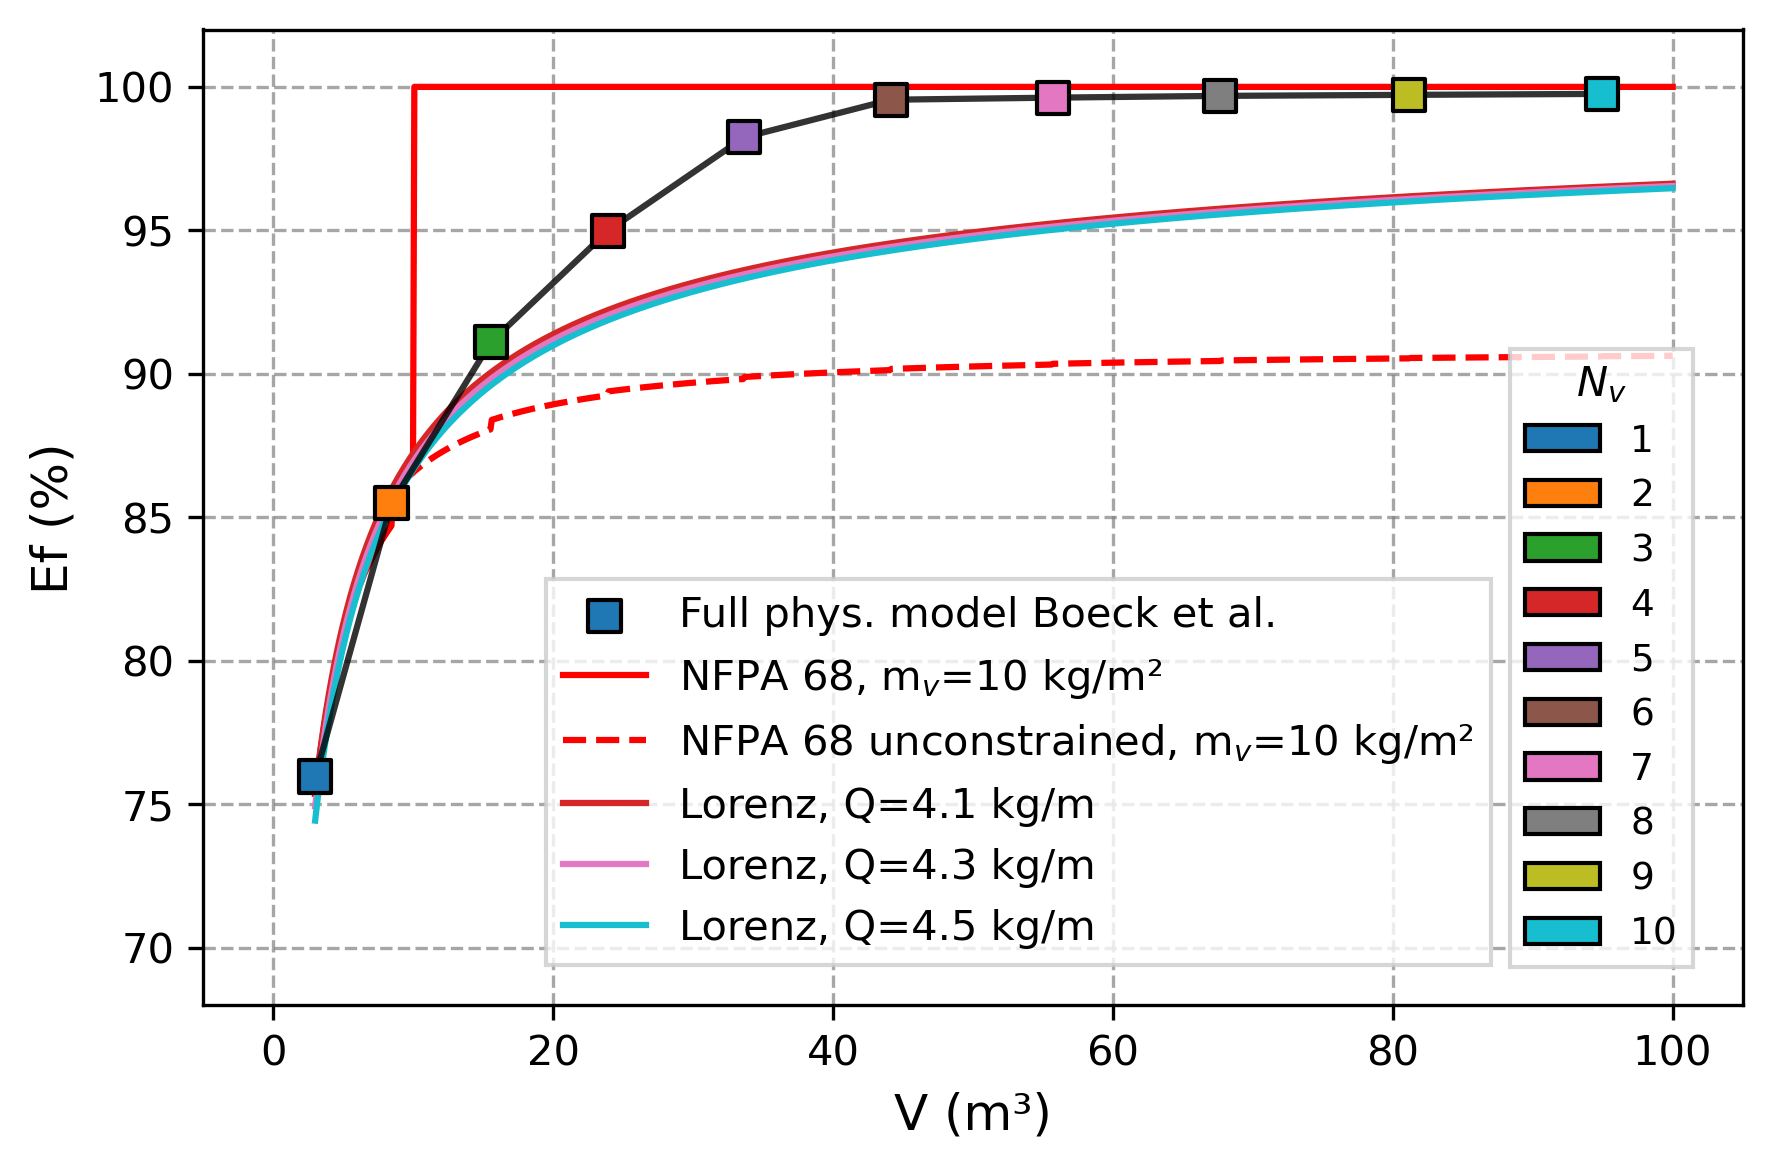 100
95
90
85
80
75
70
Ef (%)
0 20 40 60 80 100
V (m³)
Full phys. model Boeck et al.
NFPA 68, mᵥ=10 kg/m²
NFPA 68 unconstrained, mᵥ=10 kg/m²
Lorenz, Q=4.1 kg/m
Lorenz, Q=4.3 kg/m
Lorenz, Q=4.5 kg/m
Nᵥ
1
2
3
4
5
6
7
8
9
10